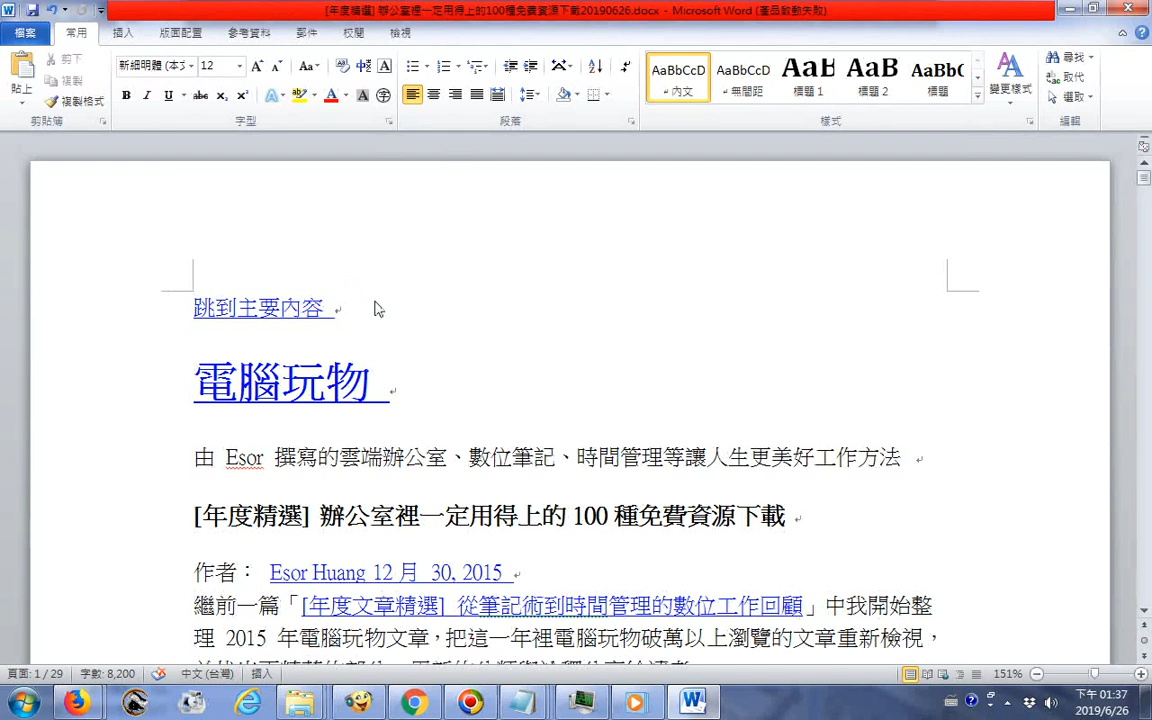 [年度精選] 辦公室裡一定用得上的100種免費資源下載20190626.docx - Microsoft Word (產品啟動失敗)
檔案 常用 插入 版面配置 參考資料 郵件 校閱 檢視
貼上
剪下
複製
複製格式
剪貼簿
新細明體 (本文 12
字型
段落
AaBbCcD AaBbCcD AaBb AaB AaBb(
內文 無間距 標題 1 標題 2 標題
變更樣式
樣式
尋找
取代
選取
編輯
跳到主要內容
電腦玩物
由 Esor 撰寫的雲端辦公室、數位筆記、時間管理等讓人生更美好工作方法
[年度精選] 辦公室裡一定用得上的 100 種免費資源下載
作者： Esor Huang 12 月 30, 2015
繼前一篇「[年度文章精選] 從筆記術到時間管理的數位工作回顧」中我開始整
理 2015 年電腦玩物文章，把這一年裡電腦玩物破萬以上瀏覽的文章重新檢視，
頁面: 1 / 29 字數: 8,200 中文 (台灣) 插入 151%
下午 01:37
2019/6/26